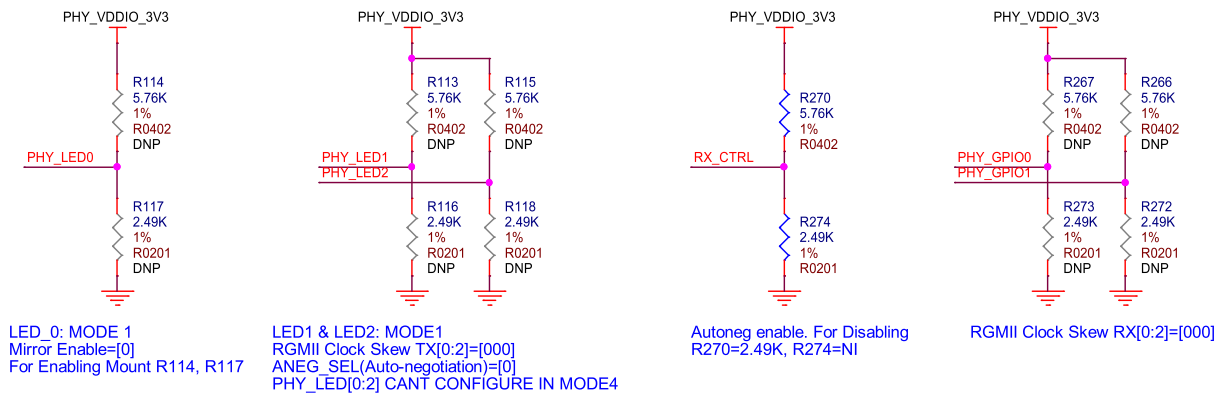 PHY_VDDIO_3V3
R114
5.76K
1%
R0402
DNP
PHY_LED0
R117
2.49K
1%
R0201
DNP
LED_0: MODE 1
Mirror Enable=[0]
For Enabling Mount R114, R117
PHY_VDDIO_3V3
R113
5.76K
1%
R0402
DNP
R115
5.76K
1%
R0402
DNP
PHY_LED1
PHY_LED2
R116
2.49K
1%
R0201
DNP
R118
2.49K
1%
R0201
DNP
LED1 & LED2: MODE1
RGMII Clock Skew TX[0:2]=[000]
ANEG_SEL(Auto-negotiation)=[0]
PHY_LED[0:2] CANT CONFIGURE IN MODE4
PHY_VDDIO_3V3
R270
5.76K
1%
R0402
RX_CTRL
R274
2.49K
1%
R0201
Autoneg enable. For Disabling
R270=2.49K, R274=NI
PHY_VDDIO_3V3
R267
5.76K
1%
R0402
DNP
R266
5.76K
1%
R0402
DNP
PHY_GPIO0
PHY_GPIO1
R273
2.49K
1%
R0201
DNP
R272
2.49K
1%
R0201
DNP
RGMII Clock Skew RX[0:2]=[000]